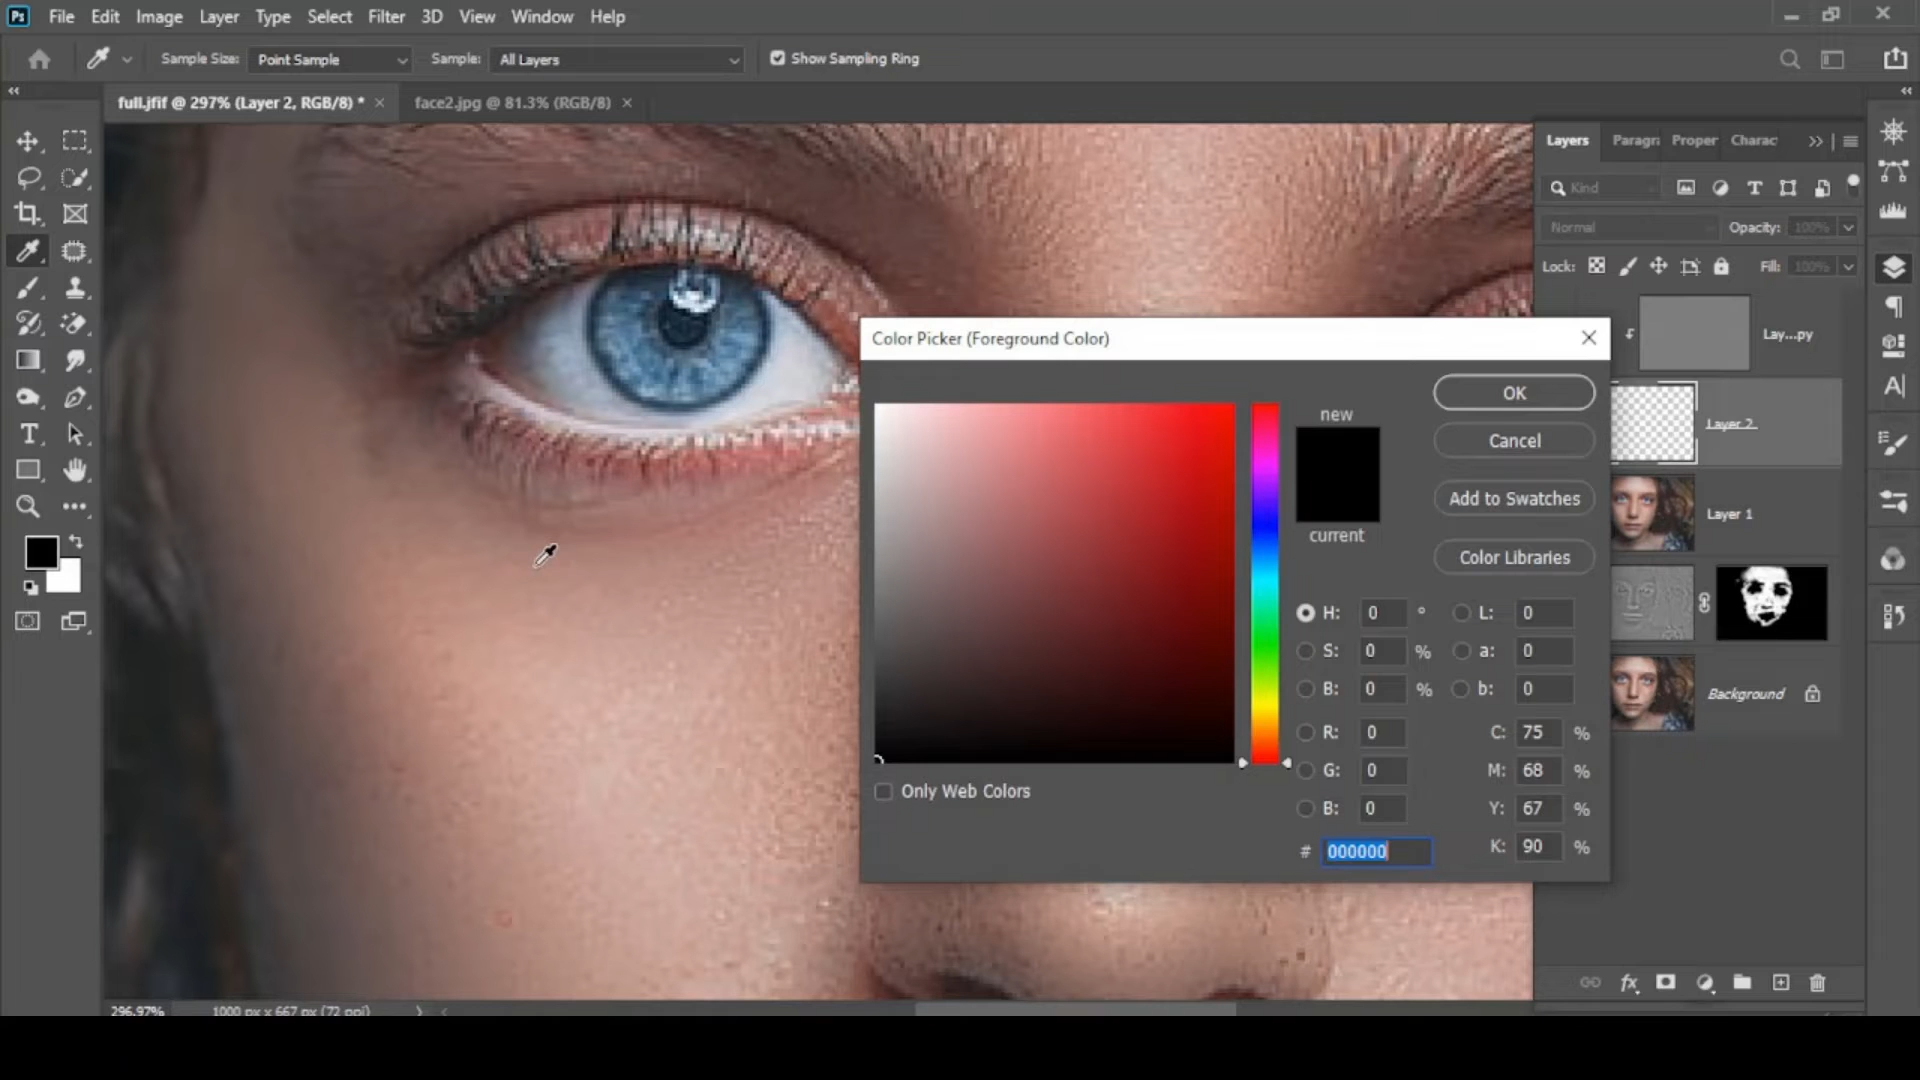 Ps File Edit Image Layer Type Select Filter 3D View Window Help
Sample Size: Point Sample Sample: All Layers Show Sampling Ring
full.jfif @ 297% (Layer 2, RGB/8) * × face2.jpg @ 81.3% (RGB/8) ×
Layers Paragr Proper Charac
Kind
Normal Opacity: 100%
Lock: Fill: 100%
Lay...py
Layer 2
Layer 1
Background
Color Picker (Foreground Color)
new
current
OK
Cancel
Add to Swatches
Color Libraries
H: 0 ° L: 0
S: 0 % a: 0
B: 0 % b: 0
R: 0 C: 75 %
G: 0 M: 68 %
B: 0 Y: 67 %
# 000000 K: 90 %
Only Web Colors
296.97% 1000 px x 667 px (72 ppi)